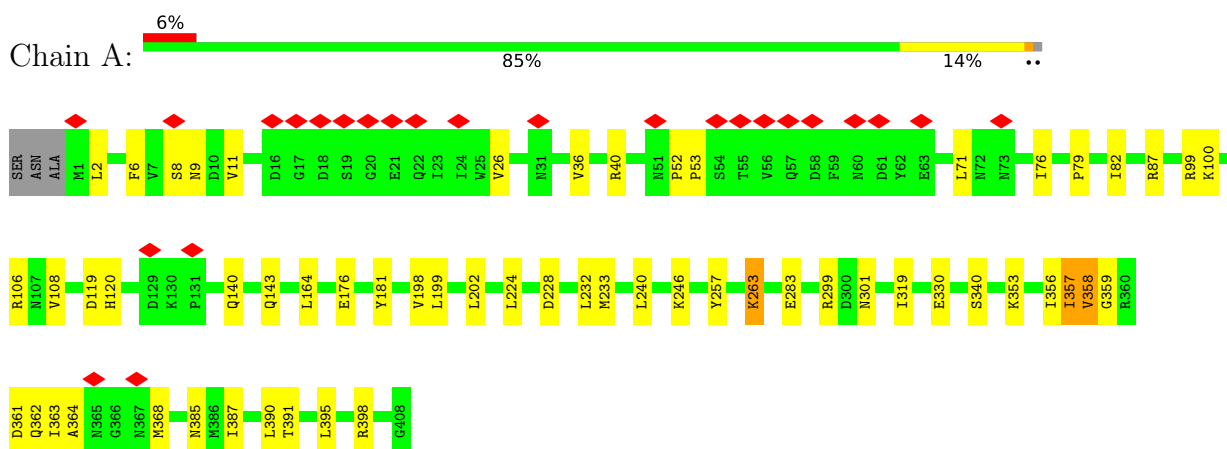 6%
Chain A:
85% 14% ••
SER ASN ALA M1 L2 F6 V7 S8 N9 D10 V11 D16 G17 D18 S19 G20 E21 Q22 I23 I24 W25 V26 N31 V36 R40 N51 P52 P53 S54 T55 V56 Q57 D58 F59 N60 D61 Y62 E63 L71 N72 N73 I76 P79 I82 R87 R99 K100
R106 N107 V108 D119 H120 D129 K130 P131 Q140 Q143 L164 E176 Y181 V198 L199 L202 L224 D228 L232 M233 L240 K246 Y257 K263 E283 R299 D300 N301 I319 E330 S340 K353 I356 I357 V358 G359 R360
D361 Q362 I363 A364 N365 G366 N367 M368 N385 M386 I387 L390 T391 L395 R398 G408